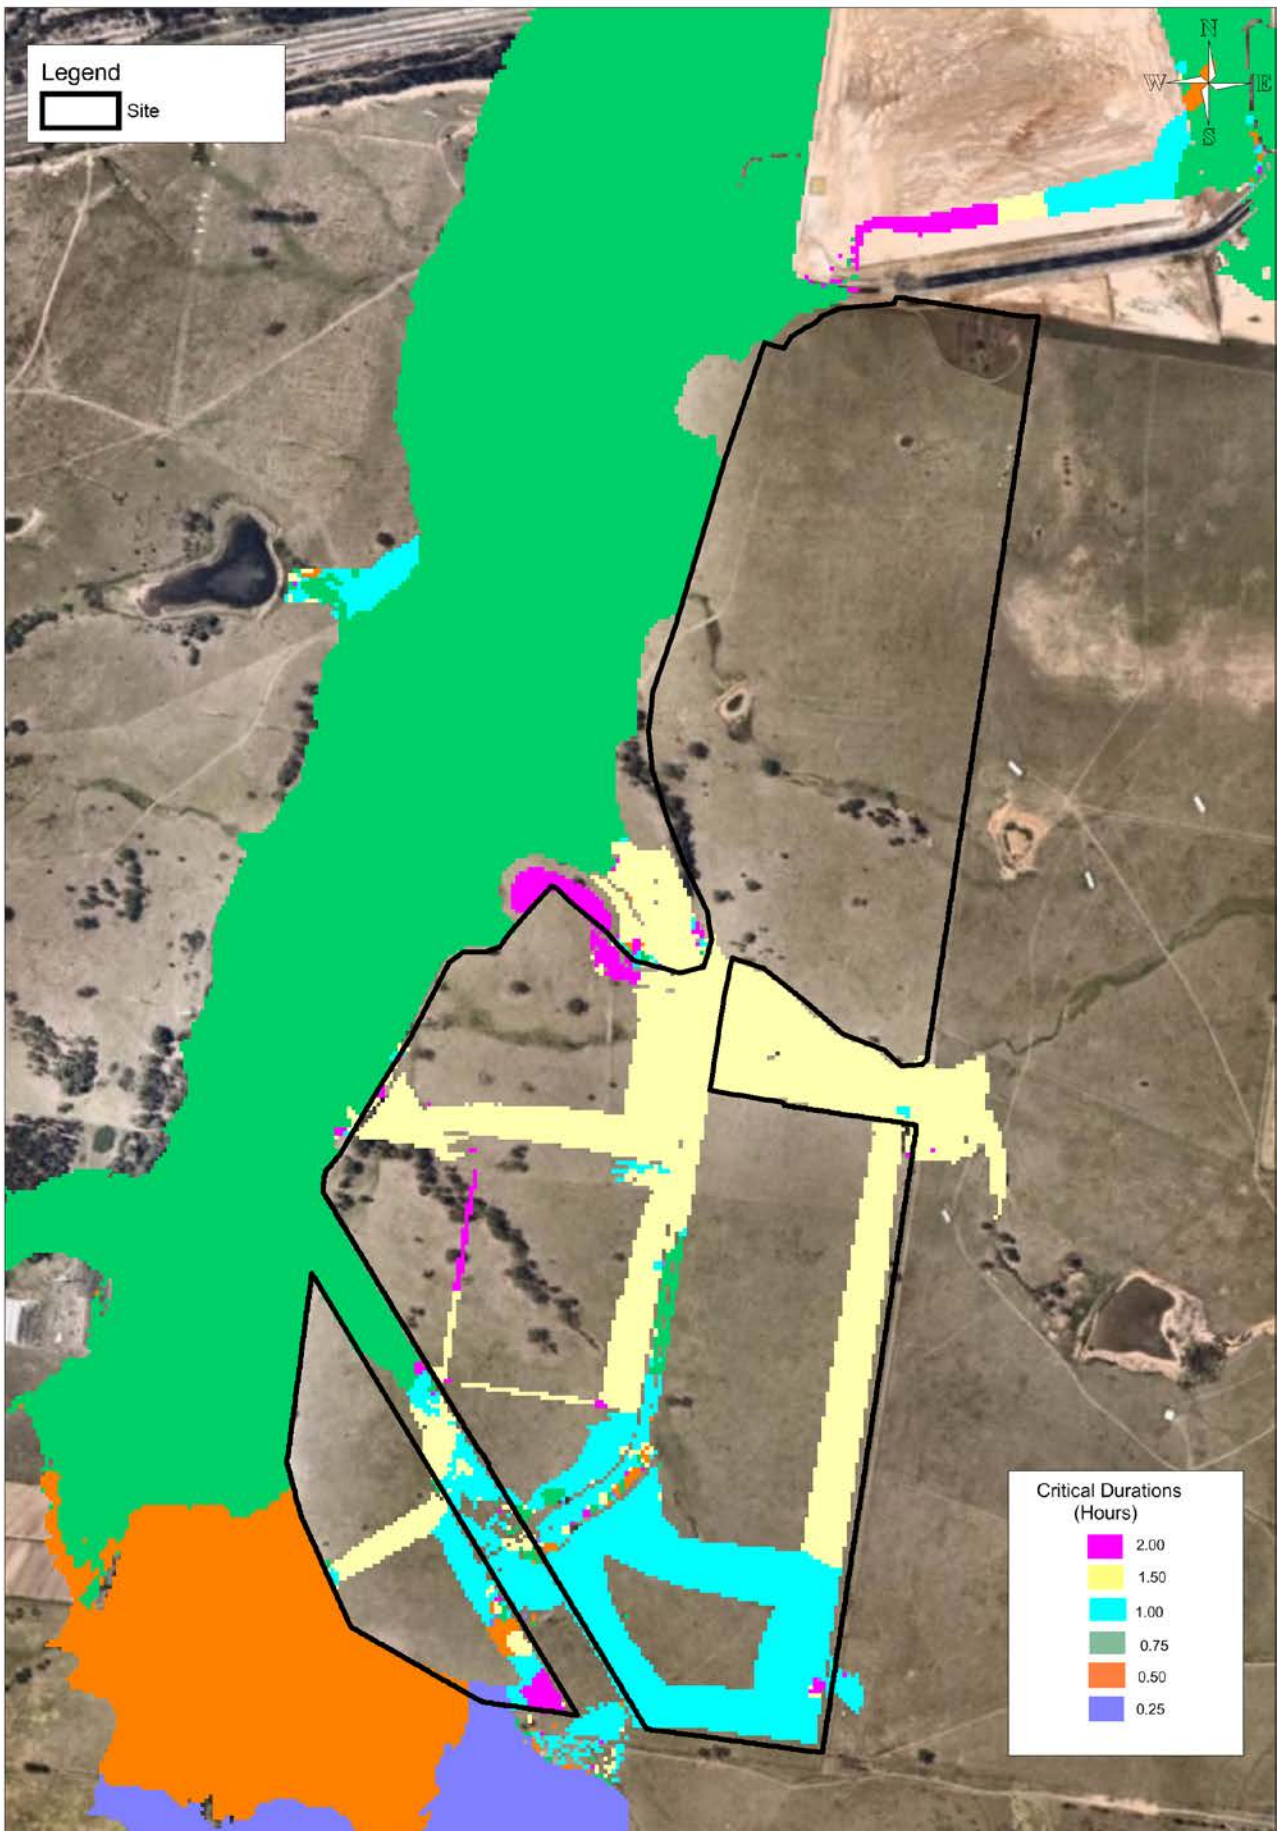 Legend
Site
N
W
E
S
Critical Durations
(Hours)
2.00
1.50
1.00
0.75
0.50
0.25